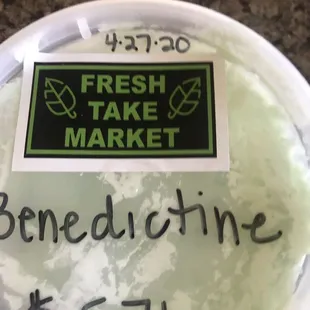 4.27.20
FRESH
TAKE
MARKET
Benedictine